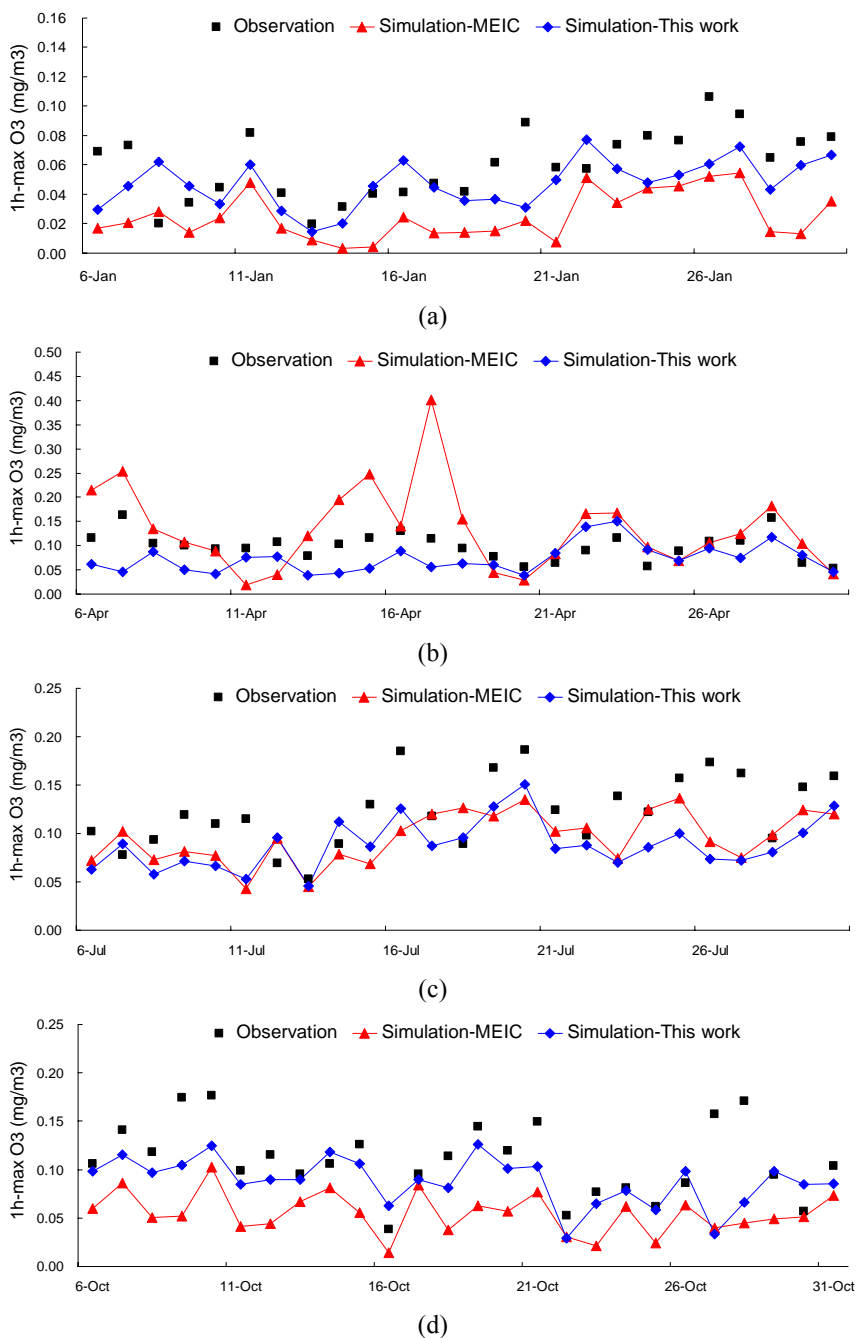 0.16
Observation Simulation-MEIC Simulation-This work
0.14
0.12
0.10
0.08
0.06
0.04
0.02
0.00
1h-max O3 (mg/m3)
6-Jan 11-Jan 16-Jan 21-Jan 26-Jan
(a)
0.50
Observation Simulation-MEIC Simulation-This work
0.45
0.40
0.35
0.30
0.25
0.20
0.15
0.10
0.05
0.00
1h-max O3 (mg/m3)
6-Apr 11-Apr 16-Apr 21-Apr 26-Apr
(b)
0.25
Observation Simulation-MEIC Simulation-This work
0.20
0.15
0.10
0.05
0.00
1h-max O3 (mg/m3)
6-Jul 11-Jul 16-Jul 21-Jul 26-Jul
(c)
0.25
Observation Simulation-MEIC Simulation-This work
0.20
0.15
0.10
0.05
0.00
1h-max O3 (mg/m3)
6-Oct 11-Oct 16-Oct 21-Oct 26-Oct 31-Oct
(d)